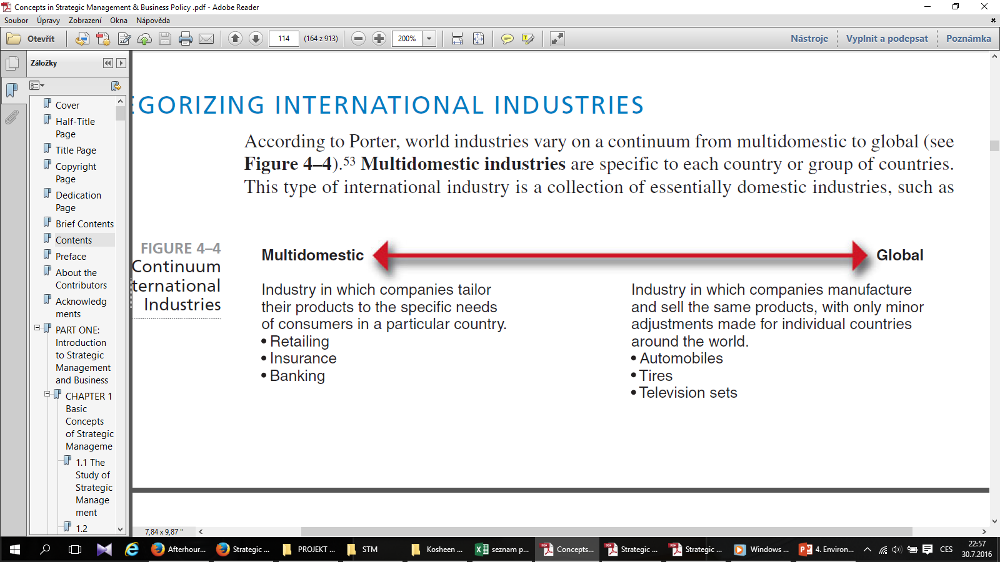 Concepts in Strategic Management & Business Policy .pdf - Adobe Reader
Soubor Úpravy Zobrazení Okna Nápověda
Otevřít 114 (164 z 913) 200% Nástroje Vyplnit a podepsat Poznámka
Záložky
Cover
Half-Title
Page
Title Page
Copyright
Page
Dedication
Page
Brief Contents
Contents
Preface
About the
Contributors
Acknowledg
ments
PART ONE:
Introduction
to Strategic
Management
and Business
CHAPTER 1
Basic
Concepts
of Strategic
Manageme
1.1 The
Study of
Strategic
Manage
ment
1.2
EGORIZING INTERNATIONAL INDUSTRIES
According to Porter, world industries vary on a continuum from multidomestic to global (see
Figure 4–4).53 Multidomestic industries are specific to each country or group of countries.
This type of international industry is a collection of essentially domestic industries, such as
FIGURE 4–4
Continuum
ternational
Industries
Multidomestic
Global
Industry in which companies tailor
their products to the specific needs
of consumers in a particular country.
• Retailing
• Insurance
• Banking
Industry in which companies manufacture
and sell the same products, with only minor
adjustments made for individual countries
around the world.
• Automobiles
• Tires
• Television sets
7,84 x 9,87 "
Afterhour... Strategic ... PROJEKT ... STM Kosheen ... seznam p... Concepts... Strategic ... Strategic ... Windows ... 4. Environ... CES 22:57
30.7.2016